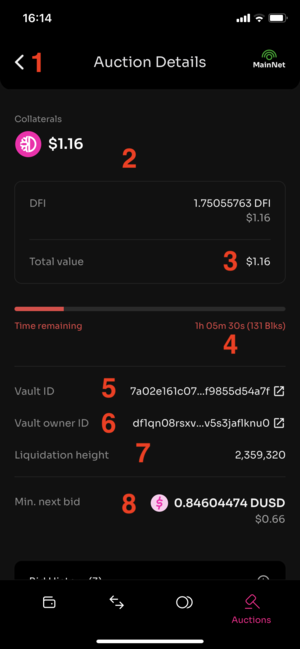 16:14
1 Auction Details MainNet
Collaterals
$1.16
2
DFI 1.75055763 DFI
$1.16
Total value 3 $1.16
Time remaining 1h 05m 30s (131 Blks)
4
Vault ID 5 7a02e161c07...f9855d54a7f
Vault owner ID 6 df1qn08rsxv...v5s3jaflknu0
Liquidation height 7 2,359,320
Min. next bid 8 $ 0.84604474 DUSD
$0.66
Auctions